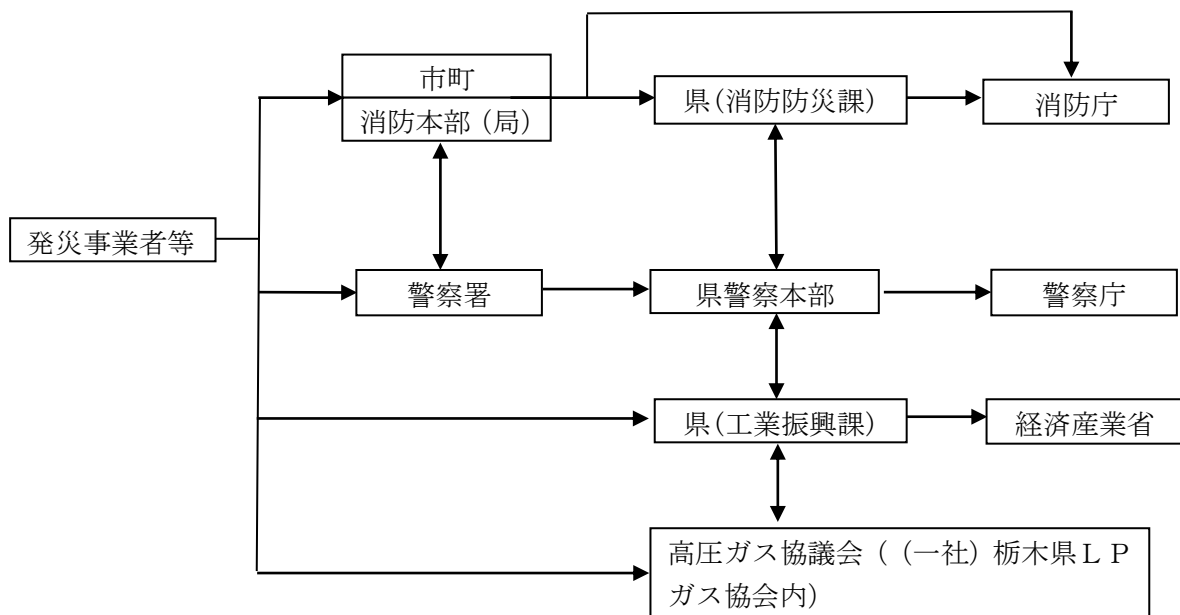 市町
消防本部（局）
県（消防防災課）
消防庁
発災事業者等
警察署
県警察本部
警察庁
県（工業振興課）
経済産業省
高圧ガス協議会（（一社）栃木県ＬＰ
ガス協会内）